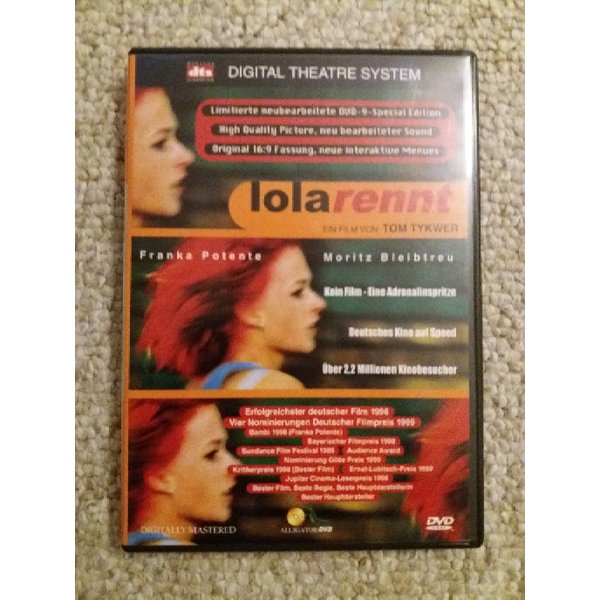 dts
DIGITAL THEATRE SYSTEM
Limitierte neubearbeitete DVD-9-Special Edition
High Quality Picture, neu bearbeiteter Sound
Original 16:9 Fassung, neue interaktive Menues
lolarennt
EIN FILM VON TOM TYKWER
Franka Potente Moritz Bleibtreu
Kein Film - Eine Adrenalinspritze
Deutsches Kino auf Speed
Über 2,2 Millionen Kinobesucher
Erfolgreichster deutscher Film 1998
Vier Nominierungen Deutscher Filmpreis 1999
Bambi 1998 (Franka Potente)
Bayerischer Filmpreis 1998
Sundance Film Festival 1998 Audience Award
Nominierung Gilde Preis 1999
Kritikerpreis 1998 (Bester Film) Ernst-Lubitsch-Preis 1999
Jupiter Cinema-Leserpreis 1998
Bester Film, Beste Regie, Beste Hauptdarstellerin
Bester Hauptdarsteller
DIGITALLY MASTERED ALLIGATORDVD DVD